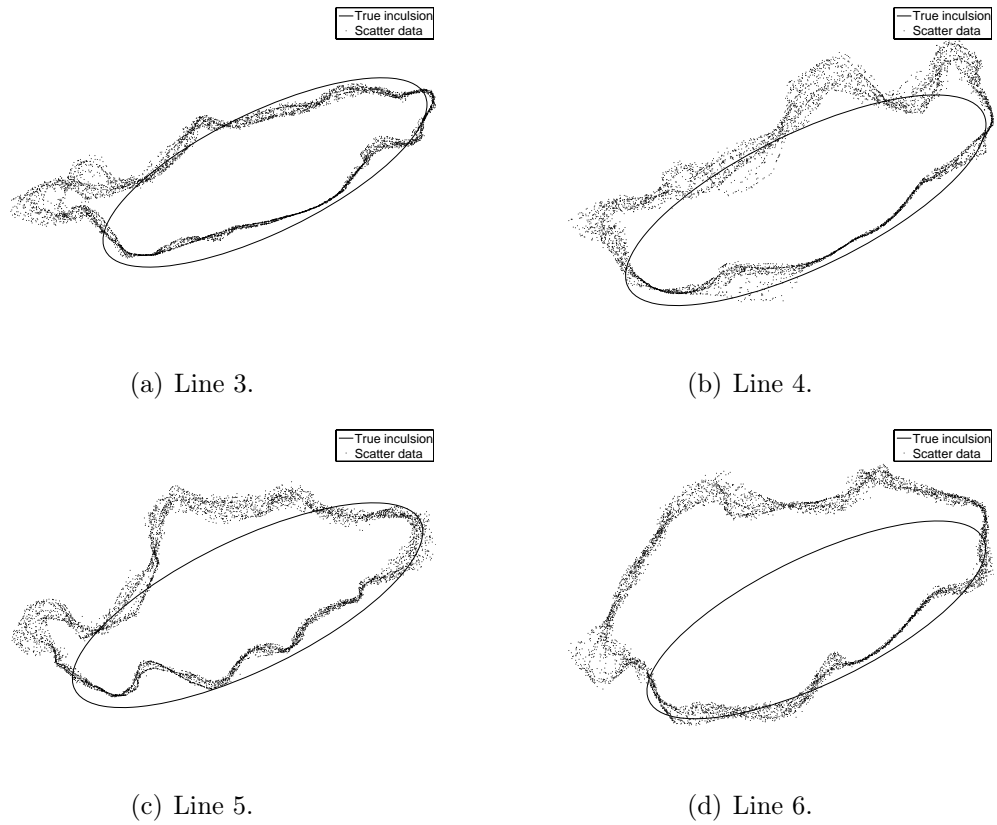 True inculsion
Scatter data
True inculsion
Scatter data
(a) Line 3.
(b) Line 4.
True inculsion
Scatter data
True inculsion
Scatter data
(c) Line 5.
(d) Line 6.